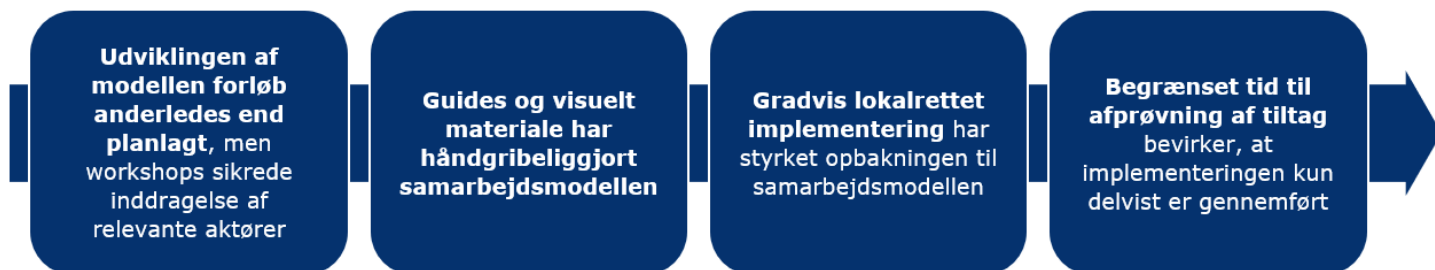 Udviklingen af
modellen forløb
anderledes end
planlagt, men
workshops sikrede
inddragelse af
relevante aktører
Guides og visuelt
materiale har
håndgribeliggjort
samarbejdsmodellen
Gradvis lokalrettet
implementering har
styrket opbakningen til
samarbejdsmodellen
Begrænset tid til
afprøvning af tiltag
bevirker, at
implementeringen kun
delvist er gennemført